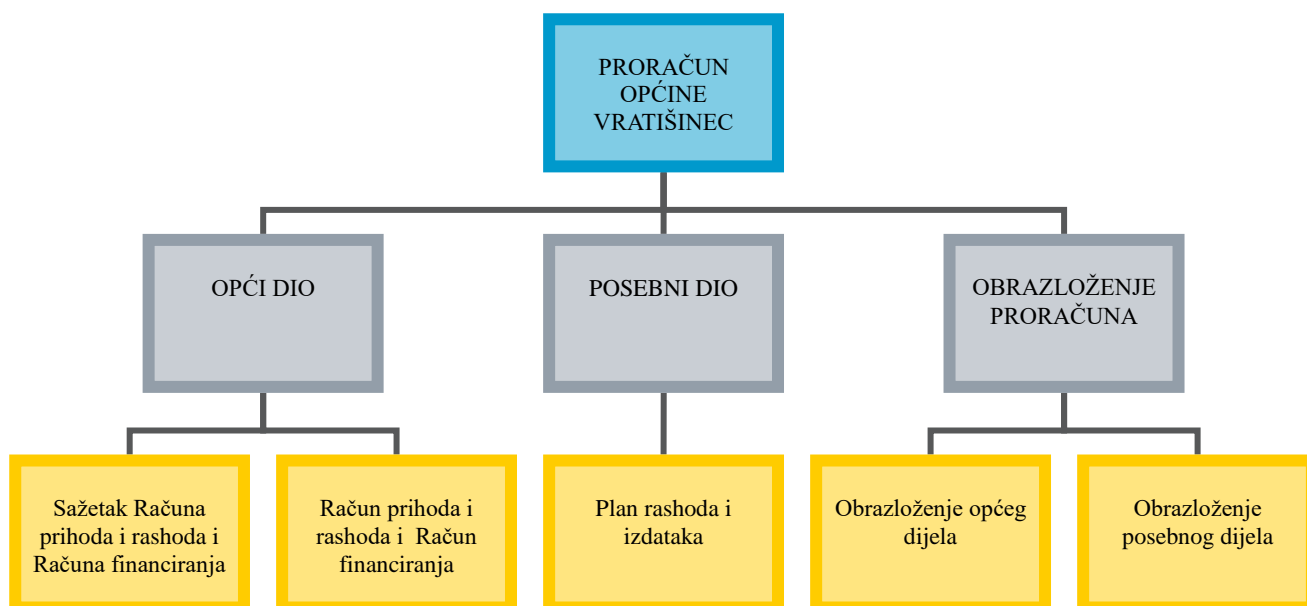 PRORAČUN
OPĆINE
VRATIŠINEC
OPĆI DIO
POSEBNI DIO
OBRAZLOŽENJE
PRORAČUNA
Sažetak Računa
prihoda i rashoda i
Računa financiranja
Račun prihoda i
rashoda i Račun
financiranja
Plan rashoda i
izdataka
Obrazloženje općeg
dijela
Obrazloženje
posebnog dijela